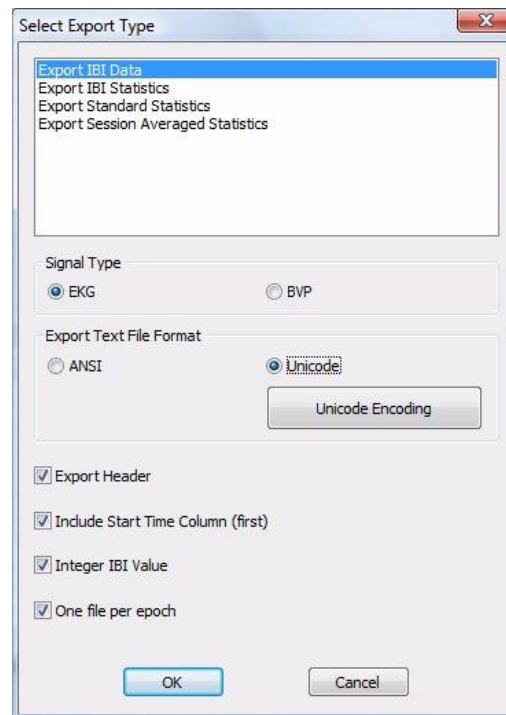 Select Export Type
Export IBI Data
Export IBI Statistics
Export Standard Statistics
Export Session Averaged Statistics
Signal Type
EKG BVP
Export Text File Format
ANSI Unicode
Unicode Encoding
Export Header
Include Start Time Column (first)
Integer IBI Value
One file per epoch
OK Cancel